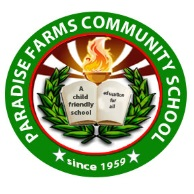 PARADISE FARMS COMMUNITY SCHOOL
A
child
friendly
school
education
for
all
★ since 1959 ★